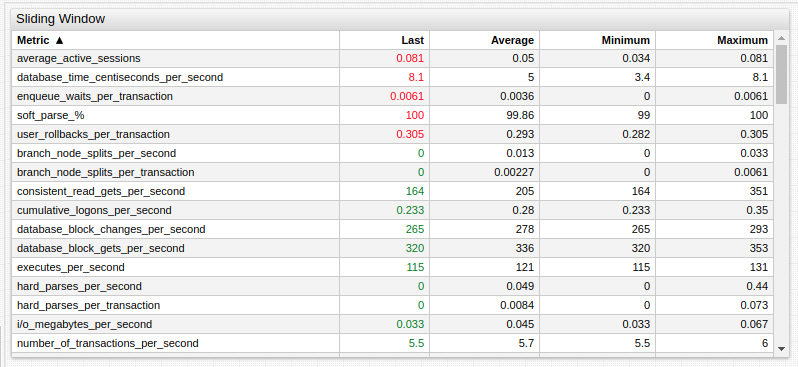 Sliding Window
Metric ▲ Last Average Minimum Maximum
average_active_sessions 0.081 0.05 0.034 0.081
database_time_centiseconds_per_second 8.1 5 3.4 8.1
enqueue_waits_per_transaction 0.0061 0.0036 0 0.0061
soft_parse_% 100 99.86 99 100
user_rollbacks_per_transaction 0.305 0.293 0.282 0.305
branch_node_splits_per_second 0 0.013 0 0.033
branch_node_splits_per_transaction 0 0.00227 0 0.0061
consistent_read_gets_per_second 164 205 164 351
cumulative_logons_per_second 0.233 0.28 0.233 0.35
database_block_changes_per_second 265 278 265 293
database_block_gets_per_second 320 336 320 353
executes_per_second 115 121 115 131
hard_parses_per_second 0 0.049 0 0.44
hard_parses_per_transaction 0 0.0084 0 0.073
i/o_megabytes_per_second 0.033 0.045 0.033 0.067
number_of_transactions_per_second 5.5 5.7 5.5 6